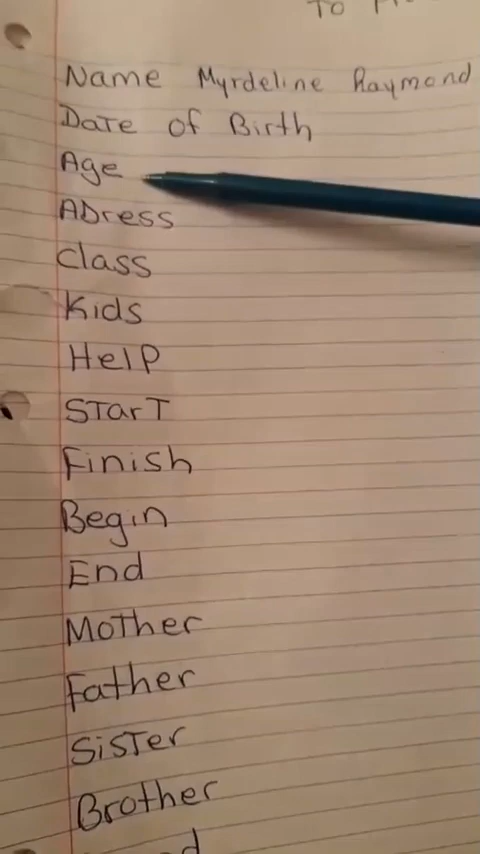 To
Name Myrdeline Raymond
Date of Birth
Age
ADress
Class
Kids
Help
STarT
Finish
Begin
End
Mother
Father
Sister
Brother